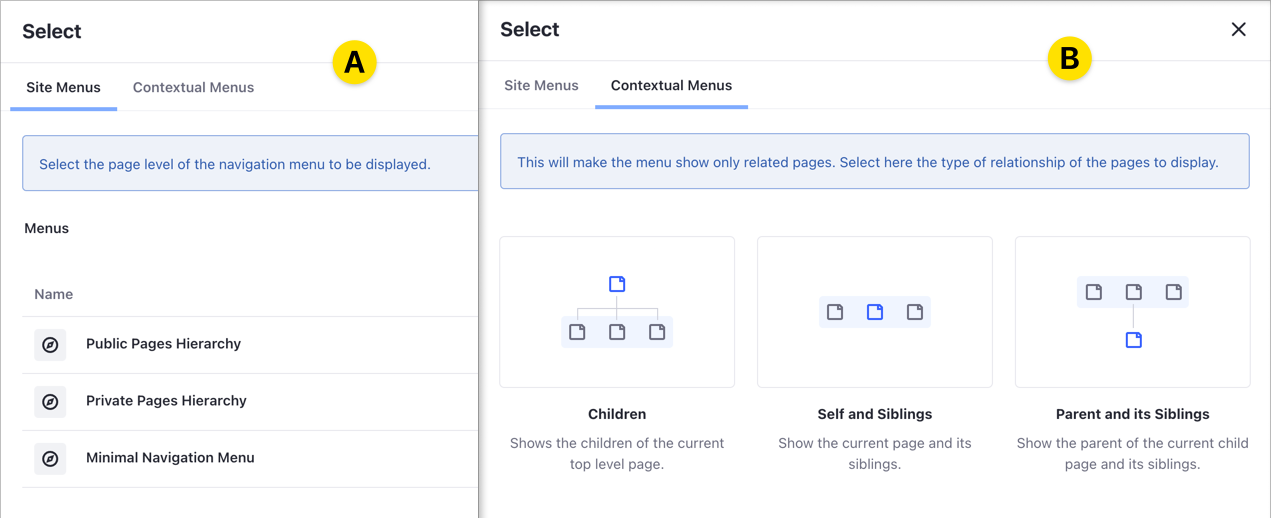 Select
A
Site Menus
Contextual Menus
Select the page level of the navigation menu to be displayed.
Menus
Name
Public Pages Hierarchy
Private Pages Hierarchy
Minimal Navigation Menu
Select
B
Site Menus
Contextual Menus
This will make the menu show only related pages. Select here the type of relationship of the pages to display.
Children
Shows the children of the current
top level page.
Self and Siblings
Show the current page and its
siblings.
Parent and its Siblings
Show the parent of the current child
page and its siblings.